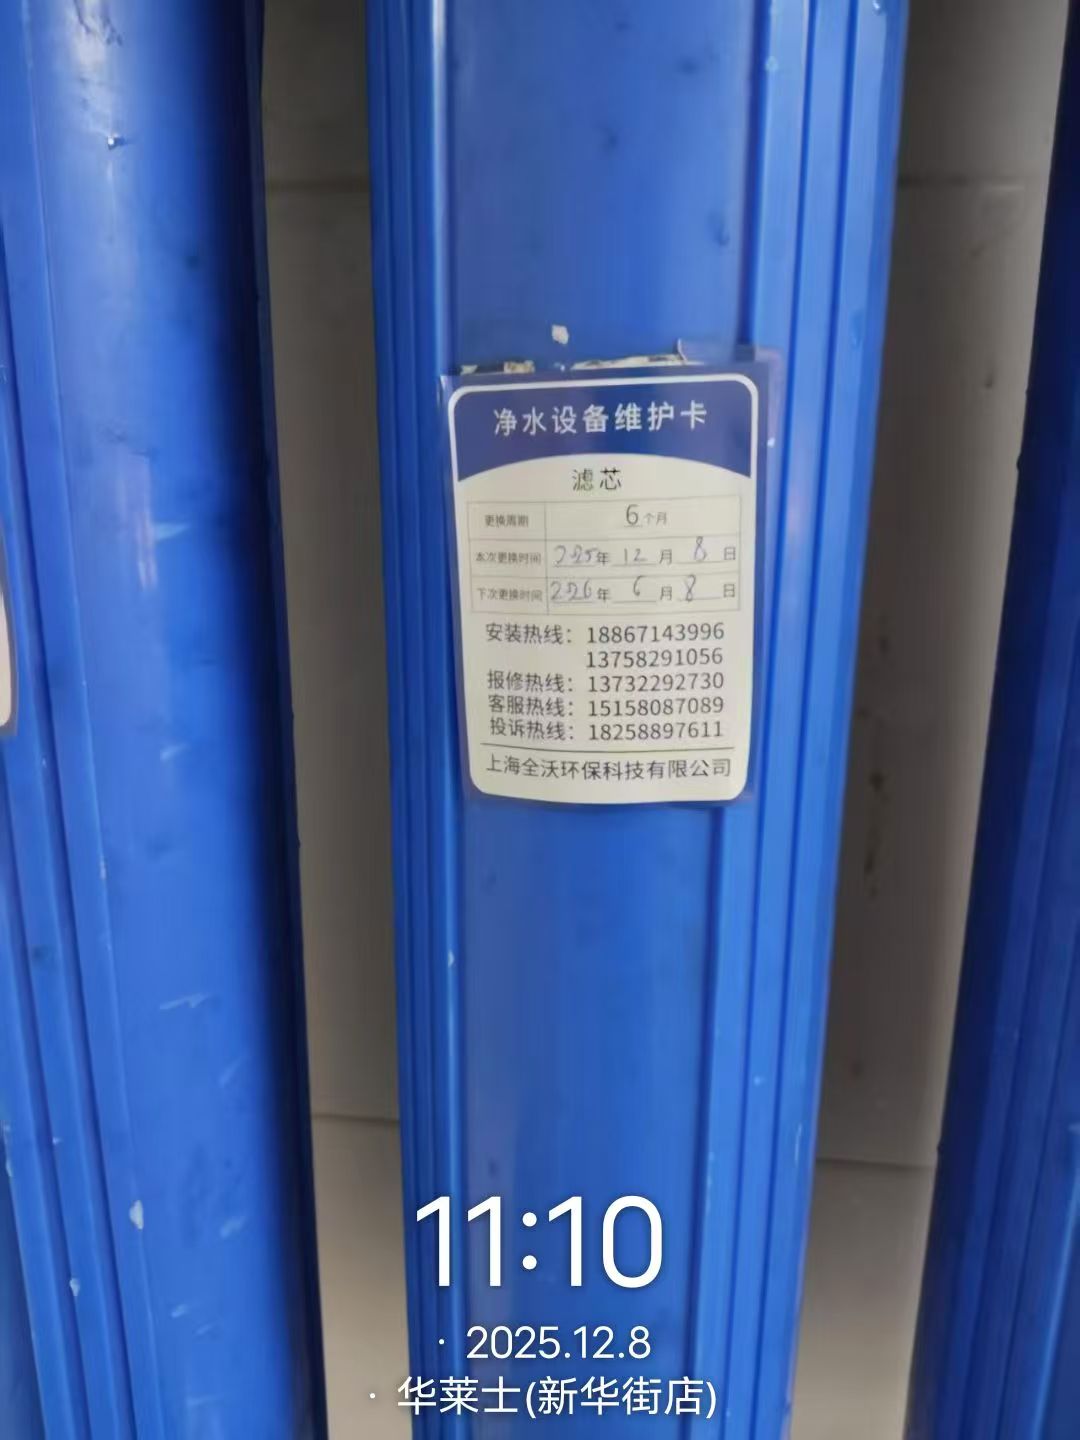 净水设备维护卡
滤芯
更换周期 6个月
本次更换时间 2025年 12 月 8 日
下次更换时间 2026年 6 月 8 日
安装热线：18867143996
13758291056
报修热线：13732292730
客服热线：15158087089
投诉热线：18258897611
上海全沃环保科技有限公司
11:10
· 2025.12.8
· 华莱士(新华街店)